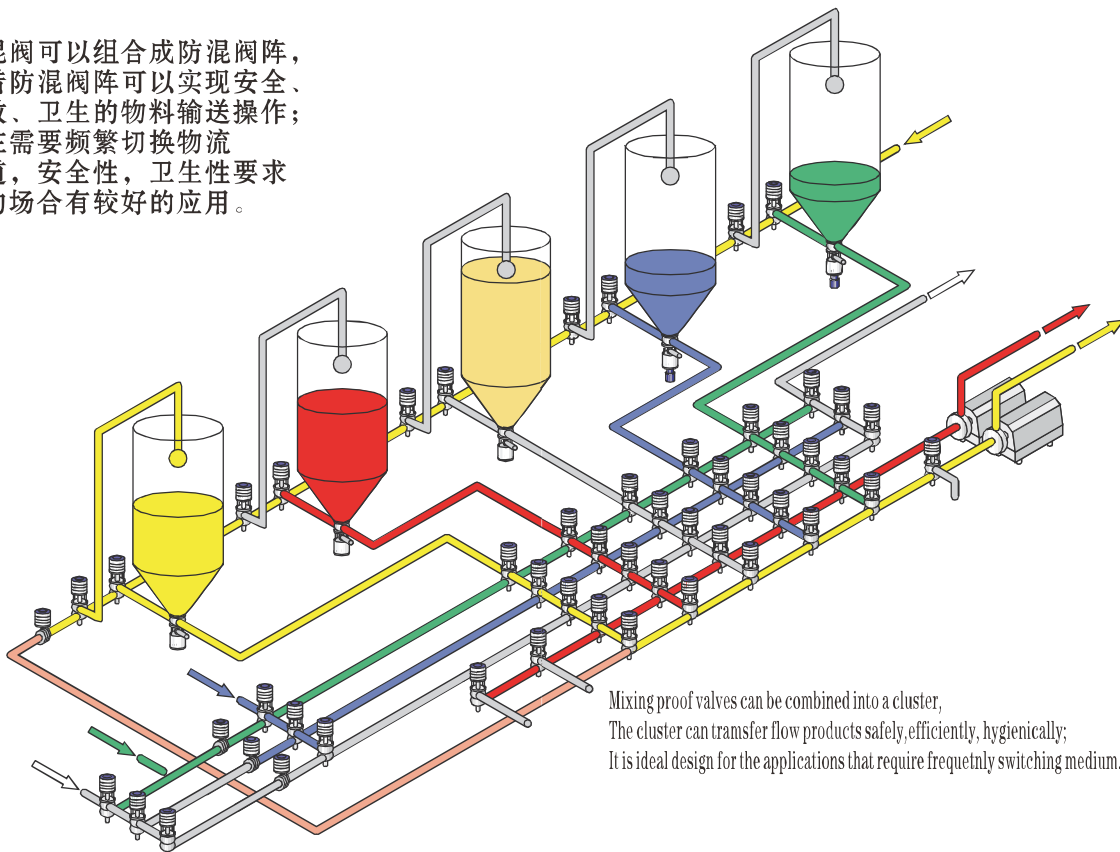 混阀可以组合成防混阀阵，
防混阀阵可以实现安全、
效、卫生的物料输送操作；
需要频繁切换物流
道，安全性，卫生性要求
的场合有较好的应用。
Mixing proof valves can be combined into a cluster,
The cluster can tramsfer flow products safely,efficiently, hygienically;
It is ideal design for the applications that require frequetnly switching medium.